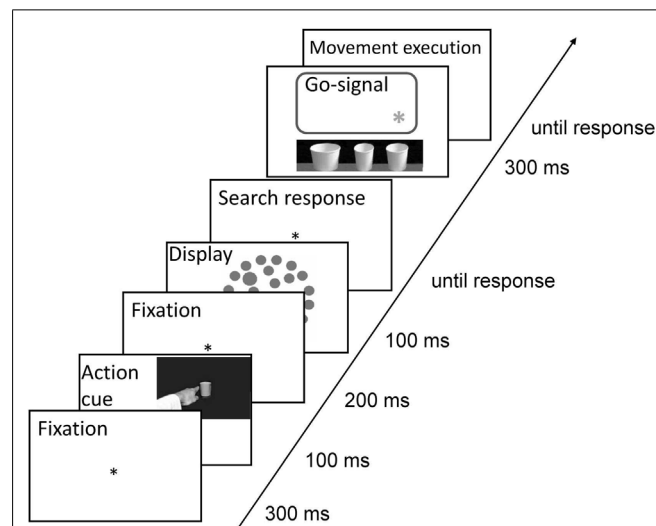 Movement execution
Go-signal
*
until response
300 ms
Search response
*
Display
until response
Fixation
*
100 ms
Action
cue
200 ms
Fixation
*
100 ms
300 ms